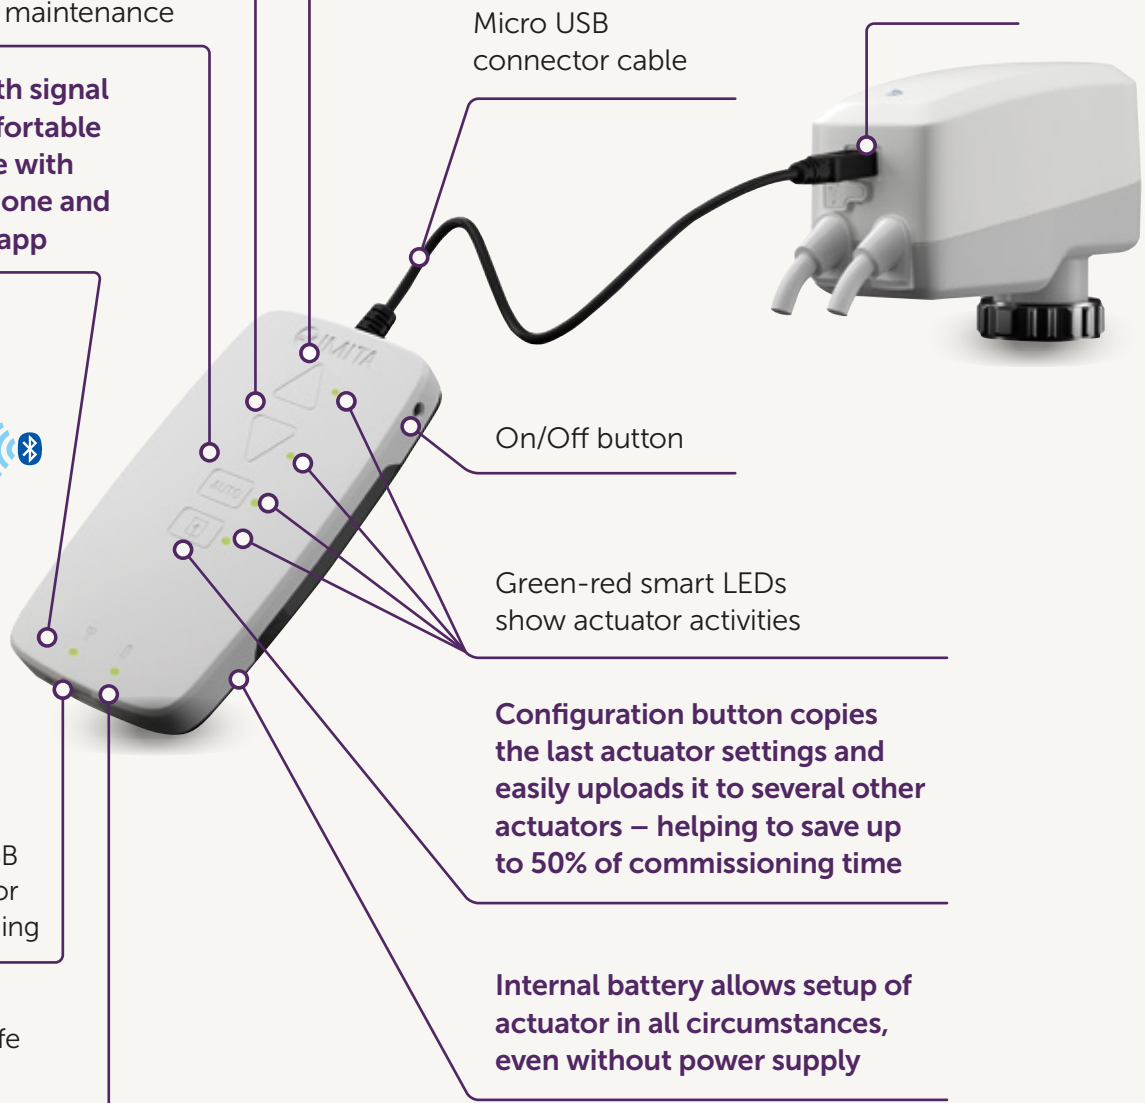 maintenance
signal
with
one and
app
Micro USB
connector cable
IMITA
AUTO
On/Off button
Green-red smart LEDs
show actuator activities
Configuration button copies
the last actuator settings and
easily uploads it to several other
actuators – helping to save up
to 50% of commissioning time
Internal battery allows setup of
actuator in all circumstances,
even without power supply